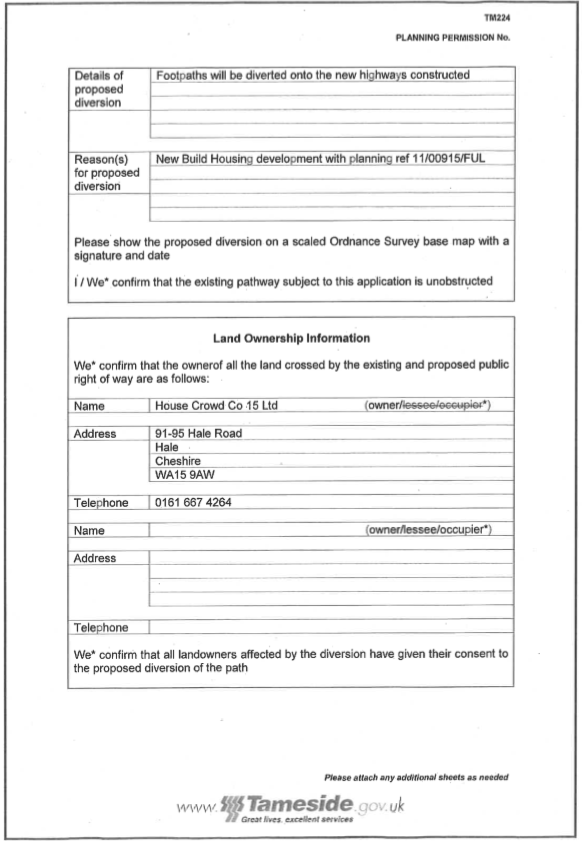 TM224
PLANNING PERMISSION No.
Details of
proposed
diversion
Footpaths will be diverted onto the new highways constructed
Reason(s)
for proposed
diversion
New Build Housing development with planning ref 11/00915/FUL
Please show the proposed diversion on a scaled Ordnance Survey base map with a
signature and date
I / We* confirm that the existing pathway subject to this application is unobstructed
Land Ownership Information
We* confirm that the ownerof all the land crossed by the existing and proposed public
right of way are as follows:
Name House Crowd Co 15 Ltd (owner/lessee/occupier*)
Address 91-95 Hale Road
Hale
Cheshire
WA15 9AW
Telephone 0161 667 4264
Name (owner/lessee/occupier*)
Address
Telephone
We* confirm that all landowners affected by the diversion have given their consent to
the proposed diversion of the path
Please attach any additional sheets as needed
www.Tameside.gov.uk
Great lives, excellent services